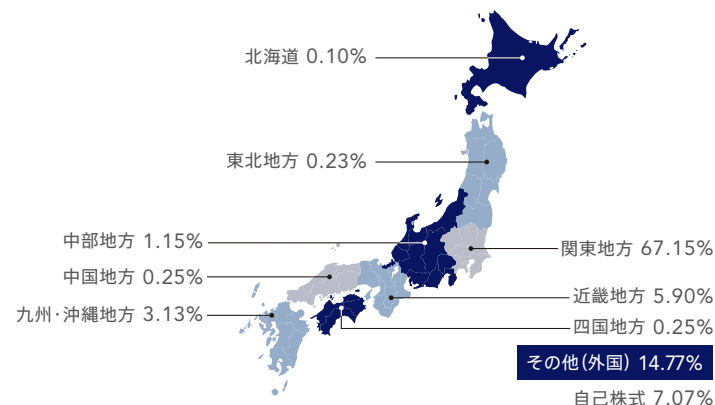 北海道 0.10%
東北地方 0.23%
中部地方 1.15%
中国地方 0.25%
九州・沖縄地方 3.13%
関東地方 67.15%
近畿地方 5.90%
四国地方 0.25%
その他(外国) 14.77%
自己株式 7.07%